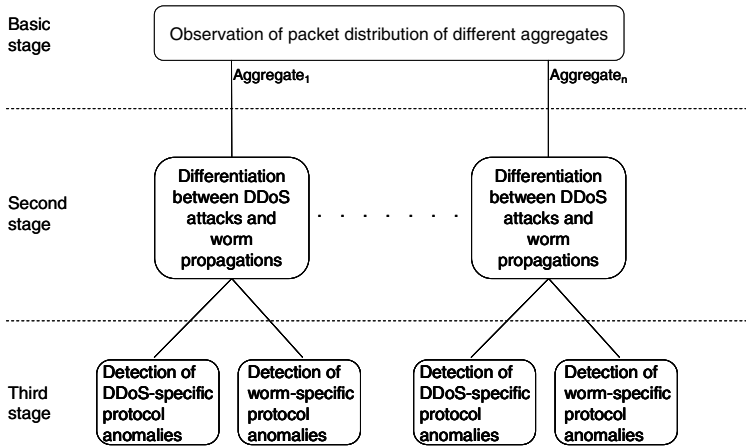 Basic
stage
Observation of packet distribution of different aggregates
Aggregate₁
Aggregateₙ
Second
stage
Differentiation
between DDoS
attacks and
worm
propagations
. . . . . . .
Differentiation
between DDoS
attacks and
worm
propagations
Third
stage
Detection of
DDoS-specific
protocol
anomalies
Detection of
worm-specific
protocol
anomalies
Detection of
DDoS-specific
protocol
anomalies
Detection of
worm-specific
protocol
anomalies